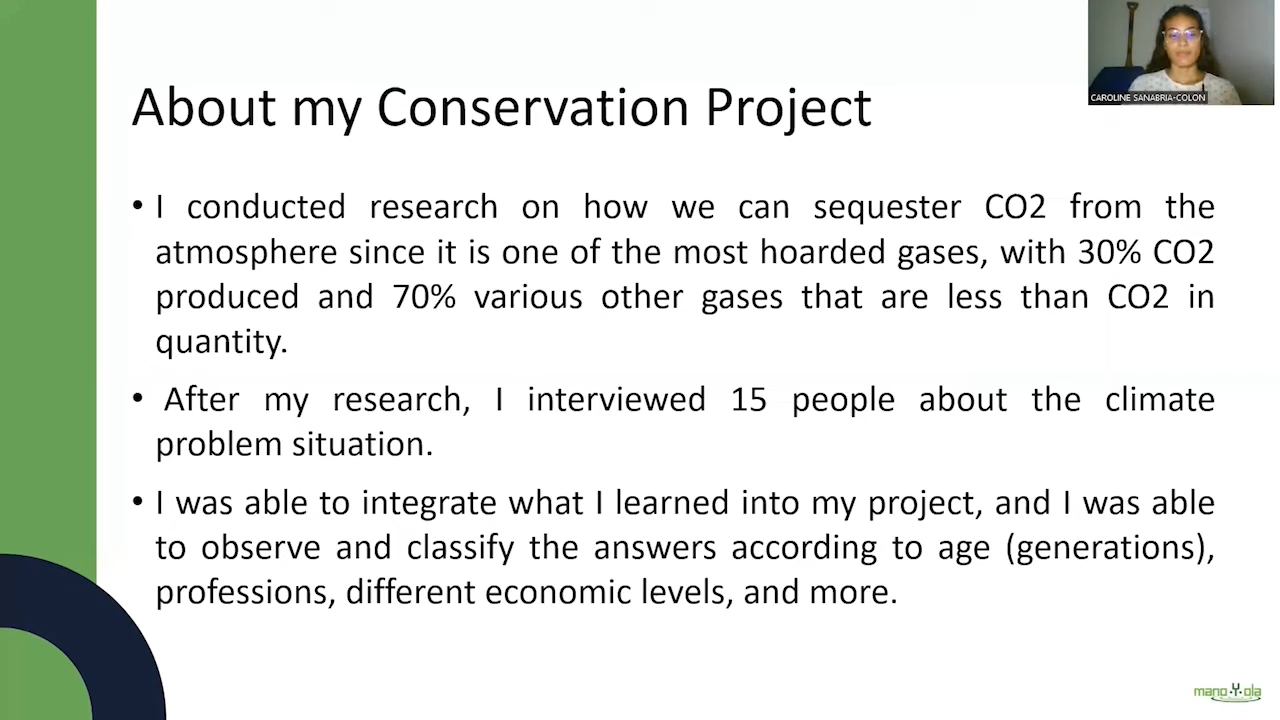 CAROLINE SANABRIA-COLON
About my Conservation Project
• I conducted research on how we can sequester CO2 from the
atmosphere since it is one of the most hoarded gases, with 30% CO2
produced and 70% various other gases that are less than CO2 in
quantity.
• After my research, I interviewed 15 people about the climate
problem situation.
• I was able to integrate what I learned into my project, and I was able
to observe and classify the answers according to age (generations),
professions, different economic levels, and more.
mano-Y-ola